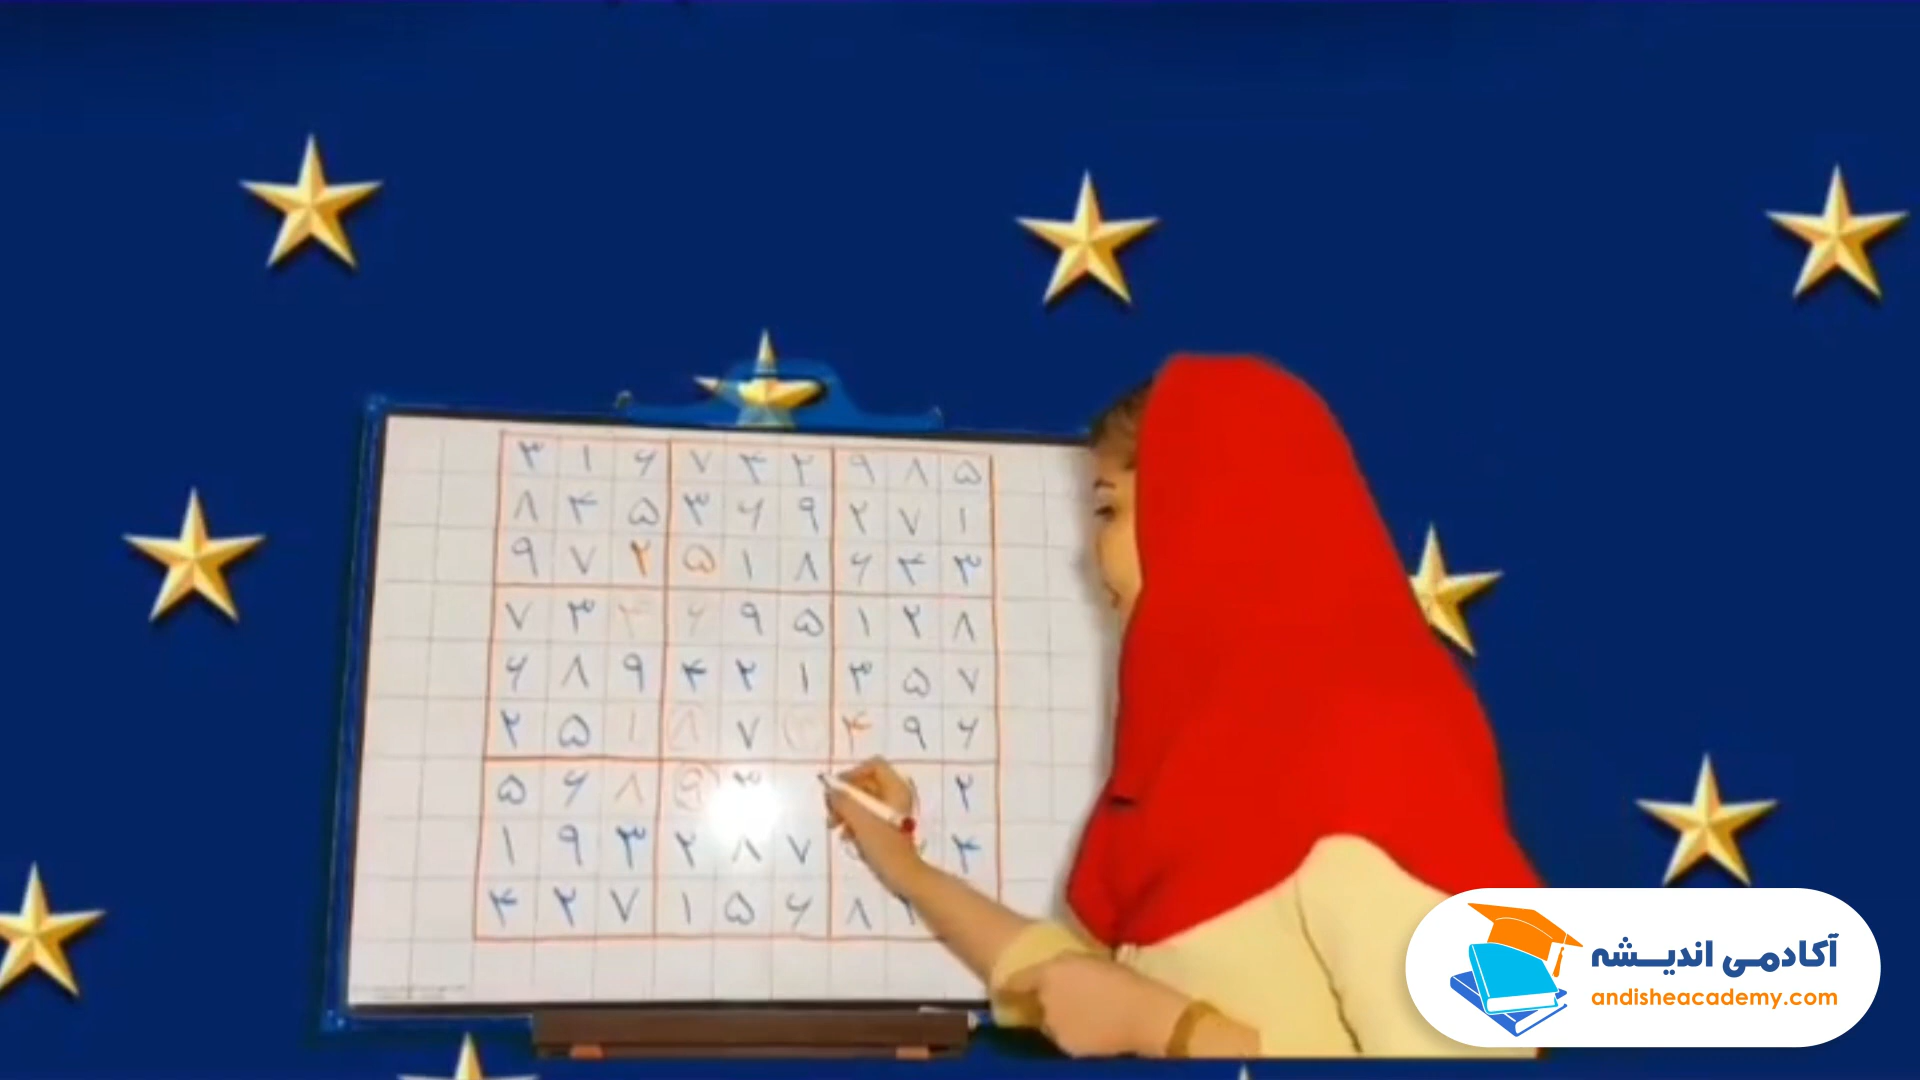 ۳ ۱ ۶ ۷ ۴ ۲ ۹ ۸ ۵
۸ ۴ ۵ ۳ ۶ ۹ ۲ ۷ ۱
۹ ۷ ۲ ۵ ۱ ۸ ۶ ۴ ۳
۷ ۳ ۴ ۶ ۹ ۵ ۱ ۲ ۸
۶ ۸ ۹ ۴ ۲ ۱ ۳ ۵ ۷
۲ ۵ ۱ ۸ ۷ ۳ ۴ ۹ ۶
۵ ۶ ۸ ۹ ۳ ۲
۱ ۹ ۳ ۲ ۸ ۷ ۴
۴ ۲ ۷ ۱ ۵ ۶ ۸
آکادمی اندیشه
andisheacademy.com